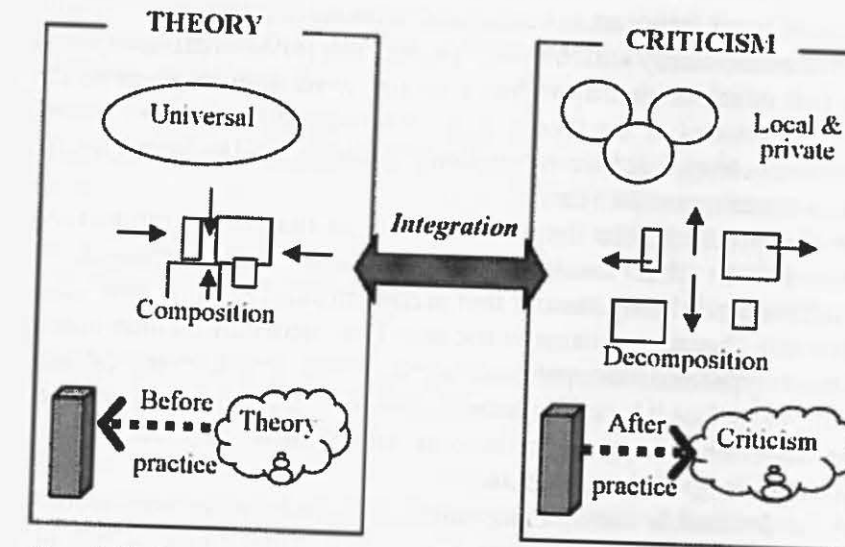 THEORY
Universal
Composition
Before
Theory
practice
Integration
CRITICISM
Local &
private
Decomposition
After
Criticism
practice